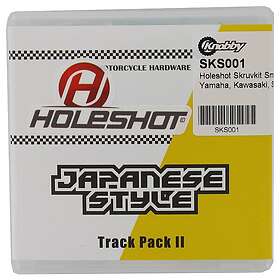 Knobby
SKS001
Holeshot Skruvkit Sm
Yamaha, Kawasaki, S
SKS001
MOTORCYCLE HARDWARE
HOLESHOT
JAPANESE
STYLE
Track Pack II